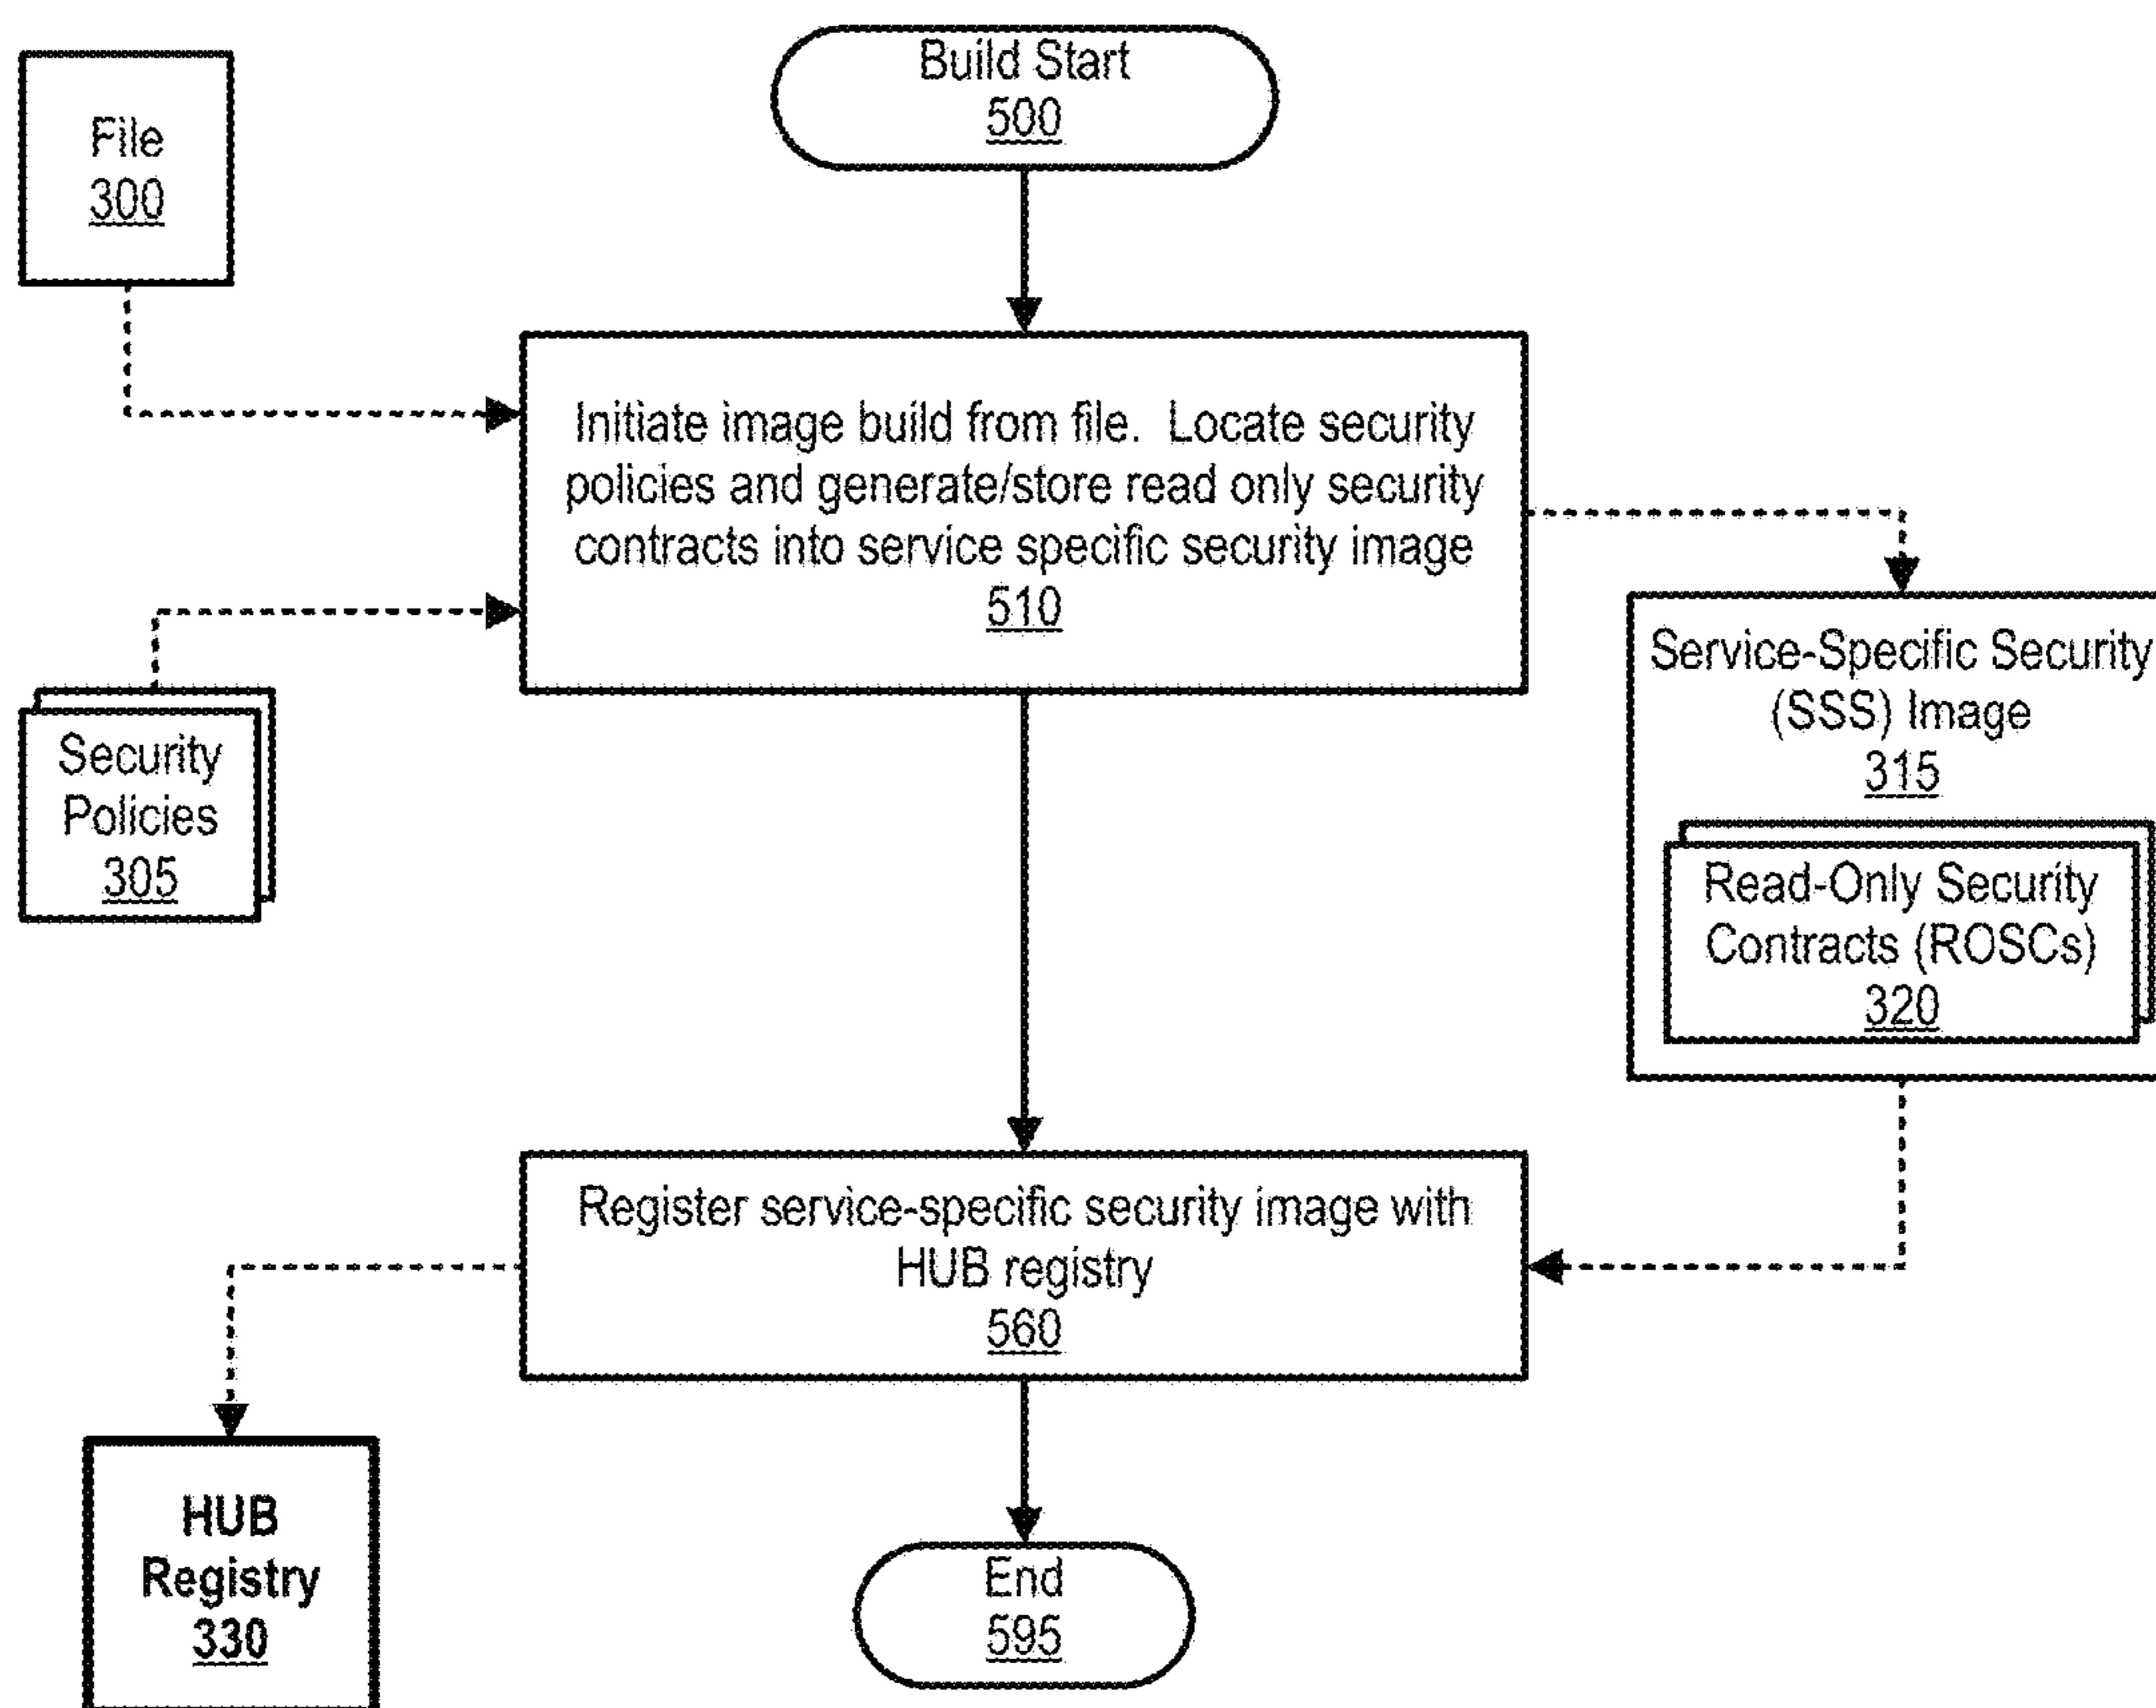 Build Start
500
File
300
Initiate image build from file. Locate security
policies and generate/store read only security
contracts into service specific security image
510
Security
Policies
305
Service-Specific Security
(SSS) Image
315
Read-Only Security
Contracts (ROSCs)
320
Register service-specific security image with
HUB registry
560
HUB
Registry
330
End
595